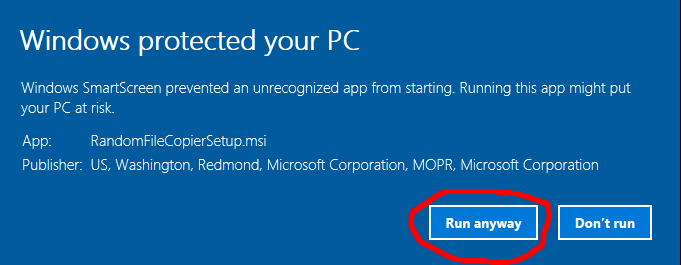 Windows protected your PC
Windows SmartScreen prevented an unrecognized app from starting. Running this app might put
your PC at risk.
App: RandomFileCopierSetup.msi
Publisher: US, Washington, Redmond, Microsoft Corporation, MOPR, Microsoft Corporation
Run anyway Don't run